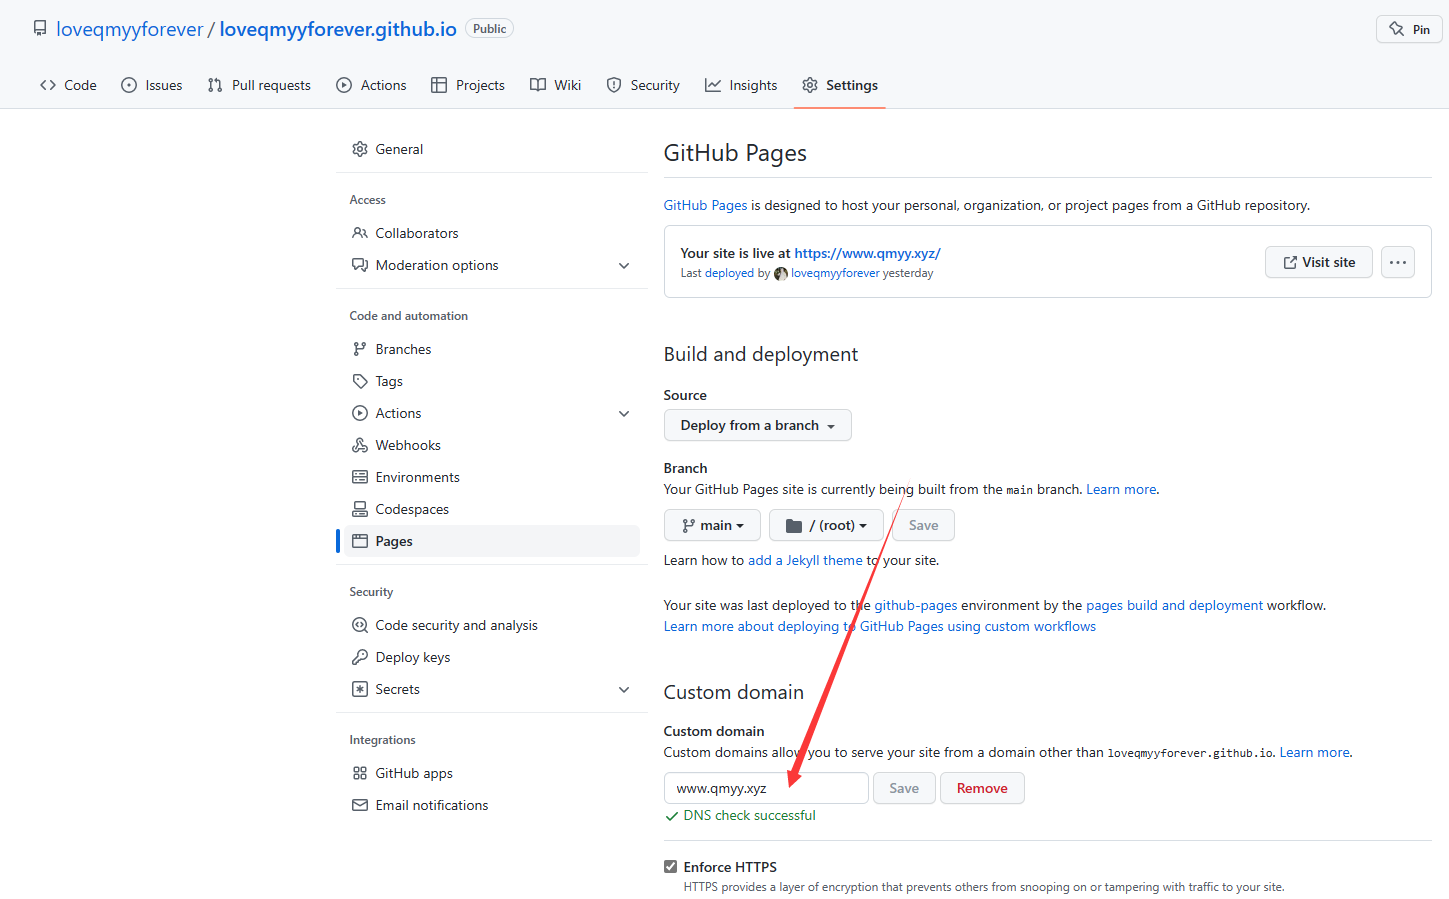 loveqmyyforever / loveqmyyforever.github.io Public
Pin
Code Issues Pull requests Actions Projects Wiki Security Insights Settings
General
Access
Collaborators
Moderation options
Code and automation
Branches
Tags
Actions
Webhooks
Environments
Codespaces
Pages
Security
Code security and analysis
Deploy keys
Secrets
Integrations
GitHub apps
Email notifications
GitHub Pages
GitHub Pages is designed to host your personal, organization, or project pages from a GitHub repository.
Your site is live at https://www.qmyy.xyz/
Last deployed by loveqmyyforever yesterday
Visit site
Build and deployment
Source
Deploy from a branch
Branch
Your GitHub Pages site is currently being built from the main branch. Learn more.
main / (root) Save
Learn how to add a Jekyll theme to your site.
Your site was last deployed to the github-pages environment by the pages build and deployment workflow.
Learn more about deploying to GitHub Pages using custom workflows
Custom domain
Custom domain
Custom domains allow you to serve your site from a domain other than loveqmyyforever.github.io. Learn more.
www.qmyy.xyz Save Remove
DNS check successful
Enforce HTTPS
HTTPS provides a layer of encryption that prevents others from snooping on or tampering with traffic to your site.